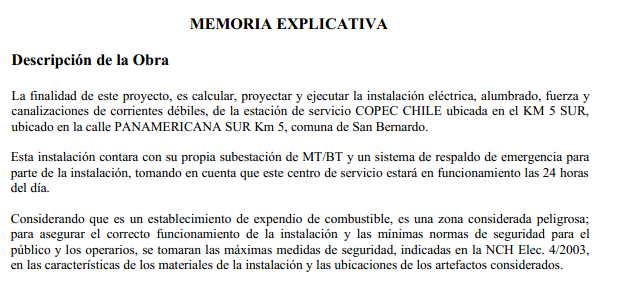 MEMORIA EXPLICATIVA
Descripción de la Obra
La finalidad de este proyecto, es calcular, proyectar y ejecutar la instalación eléctrica, alumbrado, fuerza y
canalizaciones de corrientes débiles, de la estación de servicio COPEC CHILE ubicada en el KM 5 SUR,
ubicado en la calle PANAMERICANA SUR Km 5, comuna de San Bernardo.
Esta instalación contara con su propia subestación de MT/BT y un sistema de respaldo de emergencia para
parte de la instalación, tomando en cuenta que este centro de servicio estará en funcionamiento las 24 horas
del día.
Considerando que es un establecimiento de expendio de combustible, es una zona considerada peligrosa;
para asegurar el correcto funcionamiento de la instalación y las mínimas normas de seguridad para el
público y los operarios, se tomaran las máximas medidas de seguridad, indicadas en la NCH Elec. 4/2003,
en las características de los materiales de la instalación y las ubicaciones de los artefactos considerados.